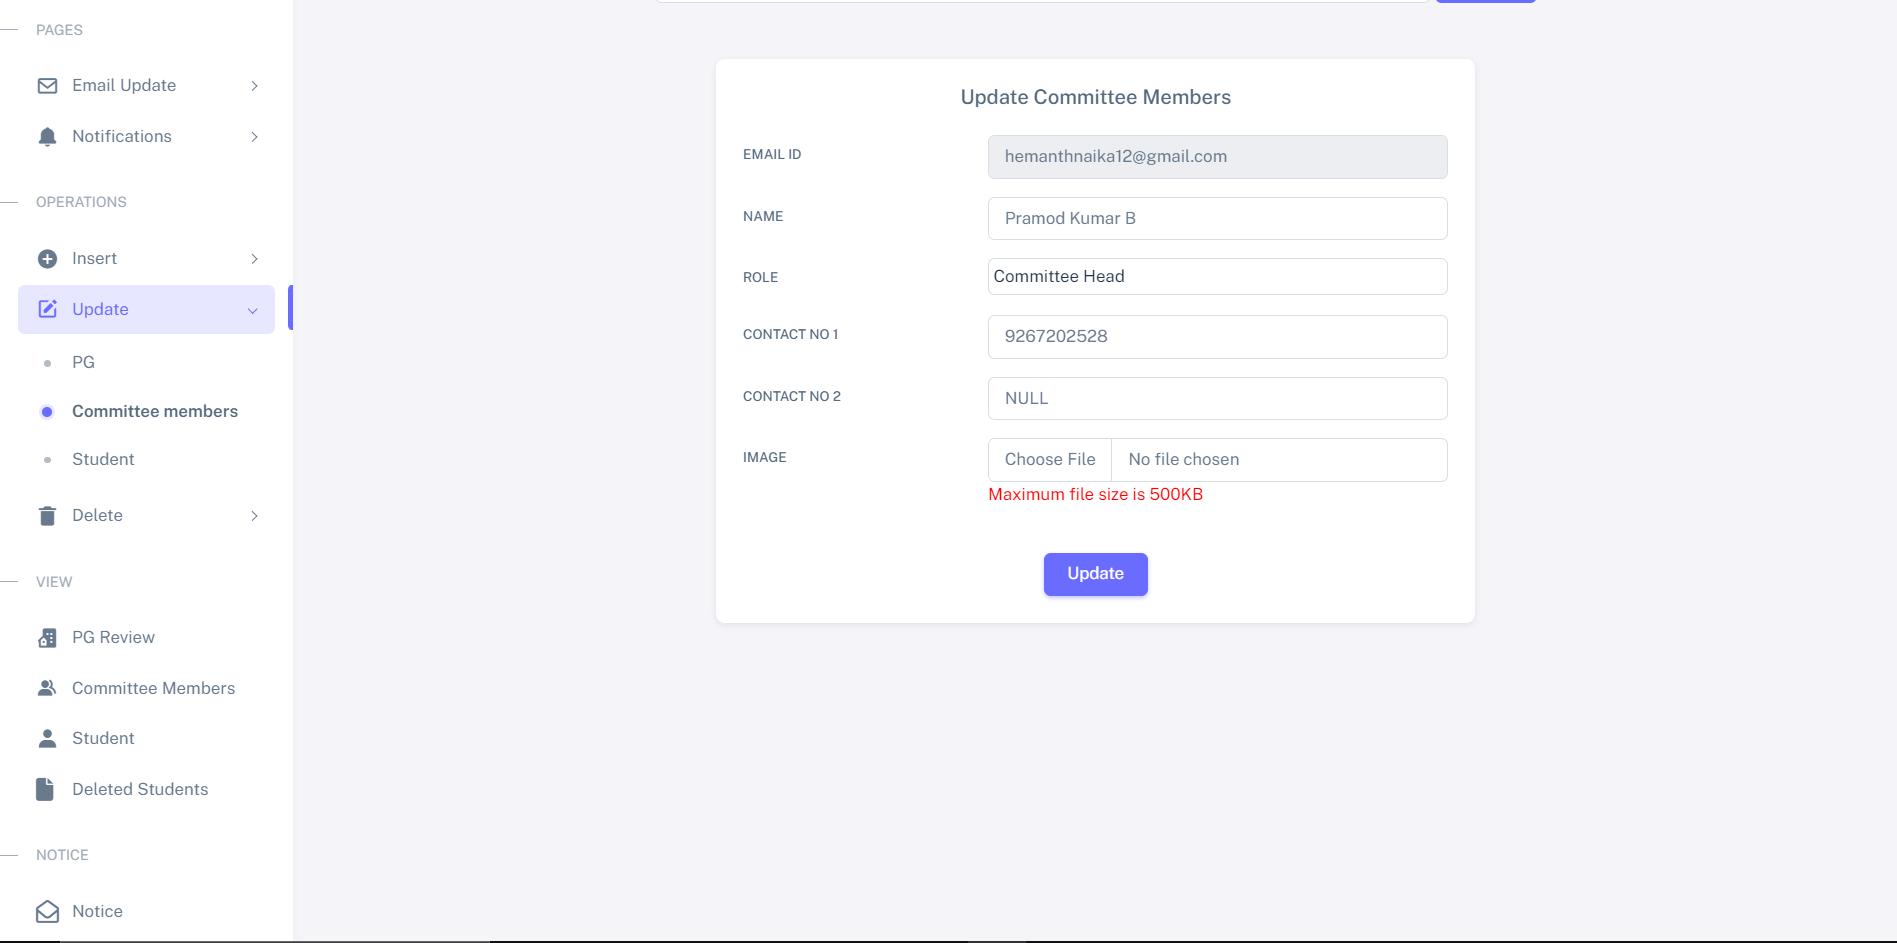 PAGES
Email Update
Notifications
OPERATIONS
Insert
Update
PG
Committee members
Student
Delete
VIEW
PG Review
Committee Members
Student
Deleted Students
NOTICE
Notice
Update Committee Members
EMAIL ID
hemanthnaika12@gmail.com
NAME
Pramod Kumar B
ROLE
Committee Head
CONTACT NO 1
9267202528
CONTACT NO 2
NULL
IMAGE
Choose File No file chosen
Maximum file size is 500KB
Update